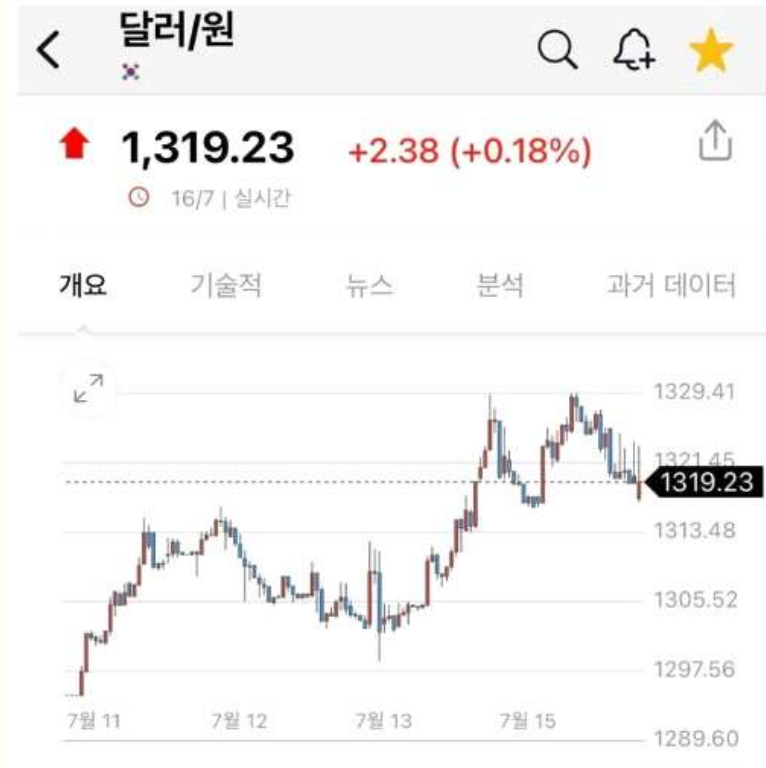 달러/원
1,319.23 +2.38 (+0.18%)
16/7 | 실시간
개요 기술적 뉴스 분석 과거 데이터
1329.41
1321.45
1319.23
1313.48
1305.52
1297.56
7월 11 7월 12 7월 13 7월 15
1289.60